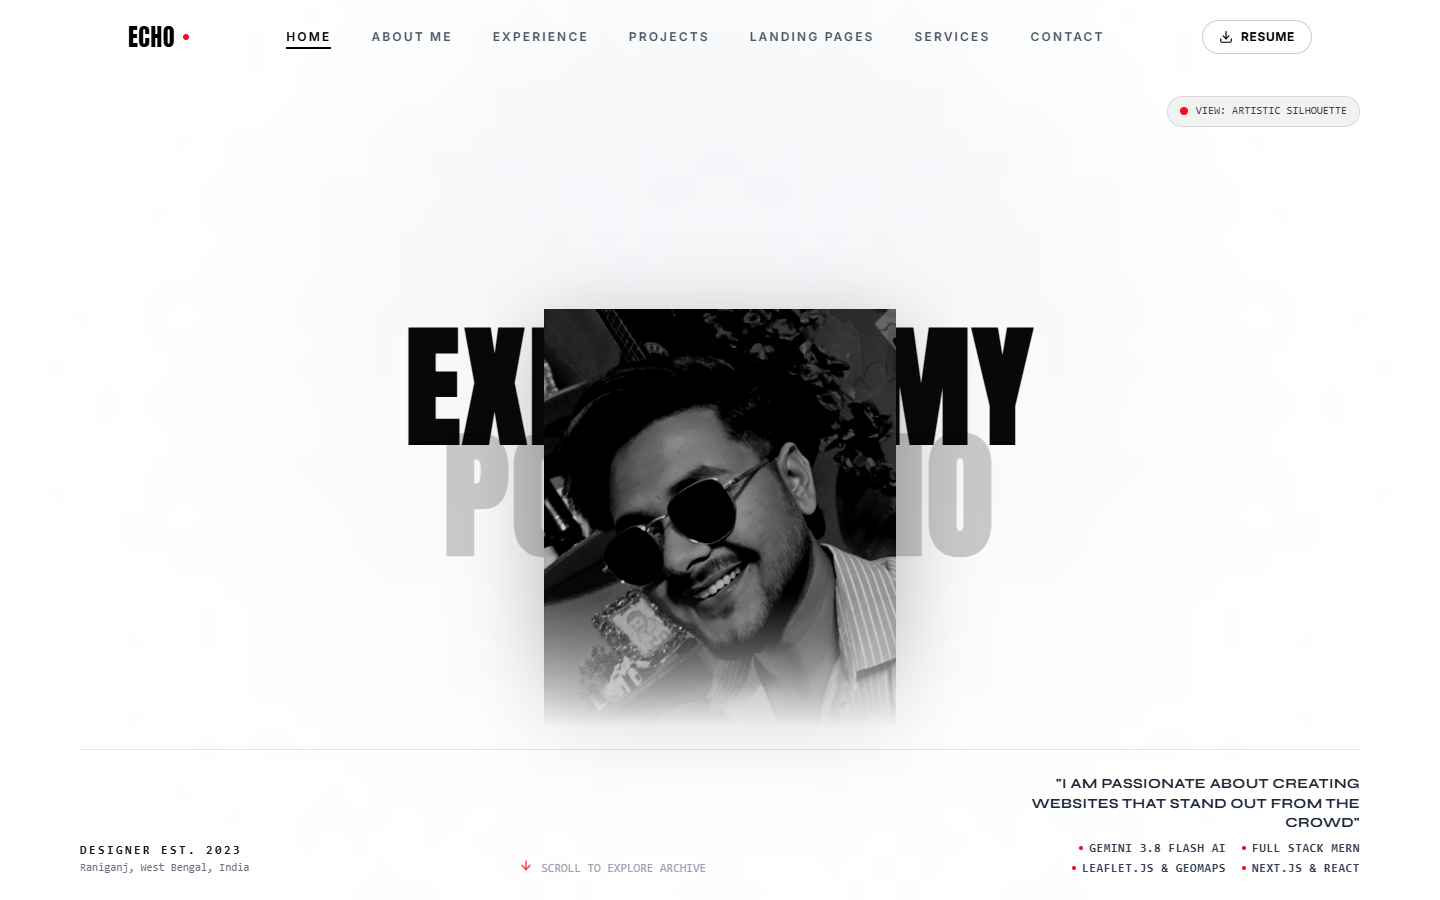 ECHO
HOME ABOUT ME EXPERIENCE PROJECTS LANDING PAGES SERVICES CONTACT
RESUME
VIEW: ARTISTIC SILHOUETTE
MY
"I AM PASSIONATE ABOUT CREATING
WEBSITES THAT STAND OUT FROM THE
CROWD"
DESIGNER EST. 2023
Raniganj, West Bengal, India
SCROLL TO EXPLORE ARCHIVE
GEMINI 3.8 FLASH AI FULL STACK MERN
LEAFLET.JS & GEOMAPS NEXT.JS & REACT